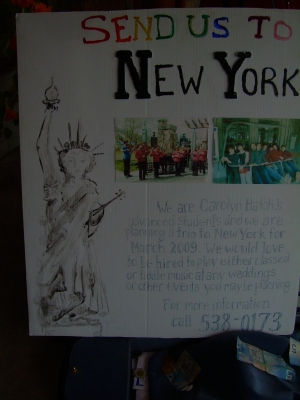 SEND US TO
NEW YORK
We are Carolyn Hatch's
students and we are
planning a trip to New York for
March 2009. We would love
to be hired to play either classical
or fiddle music at any weddings
or other events you may be planning
For more information
call 538-0173